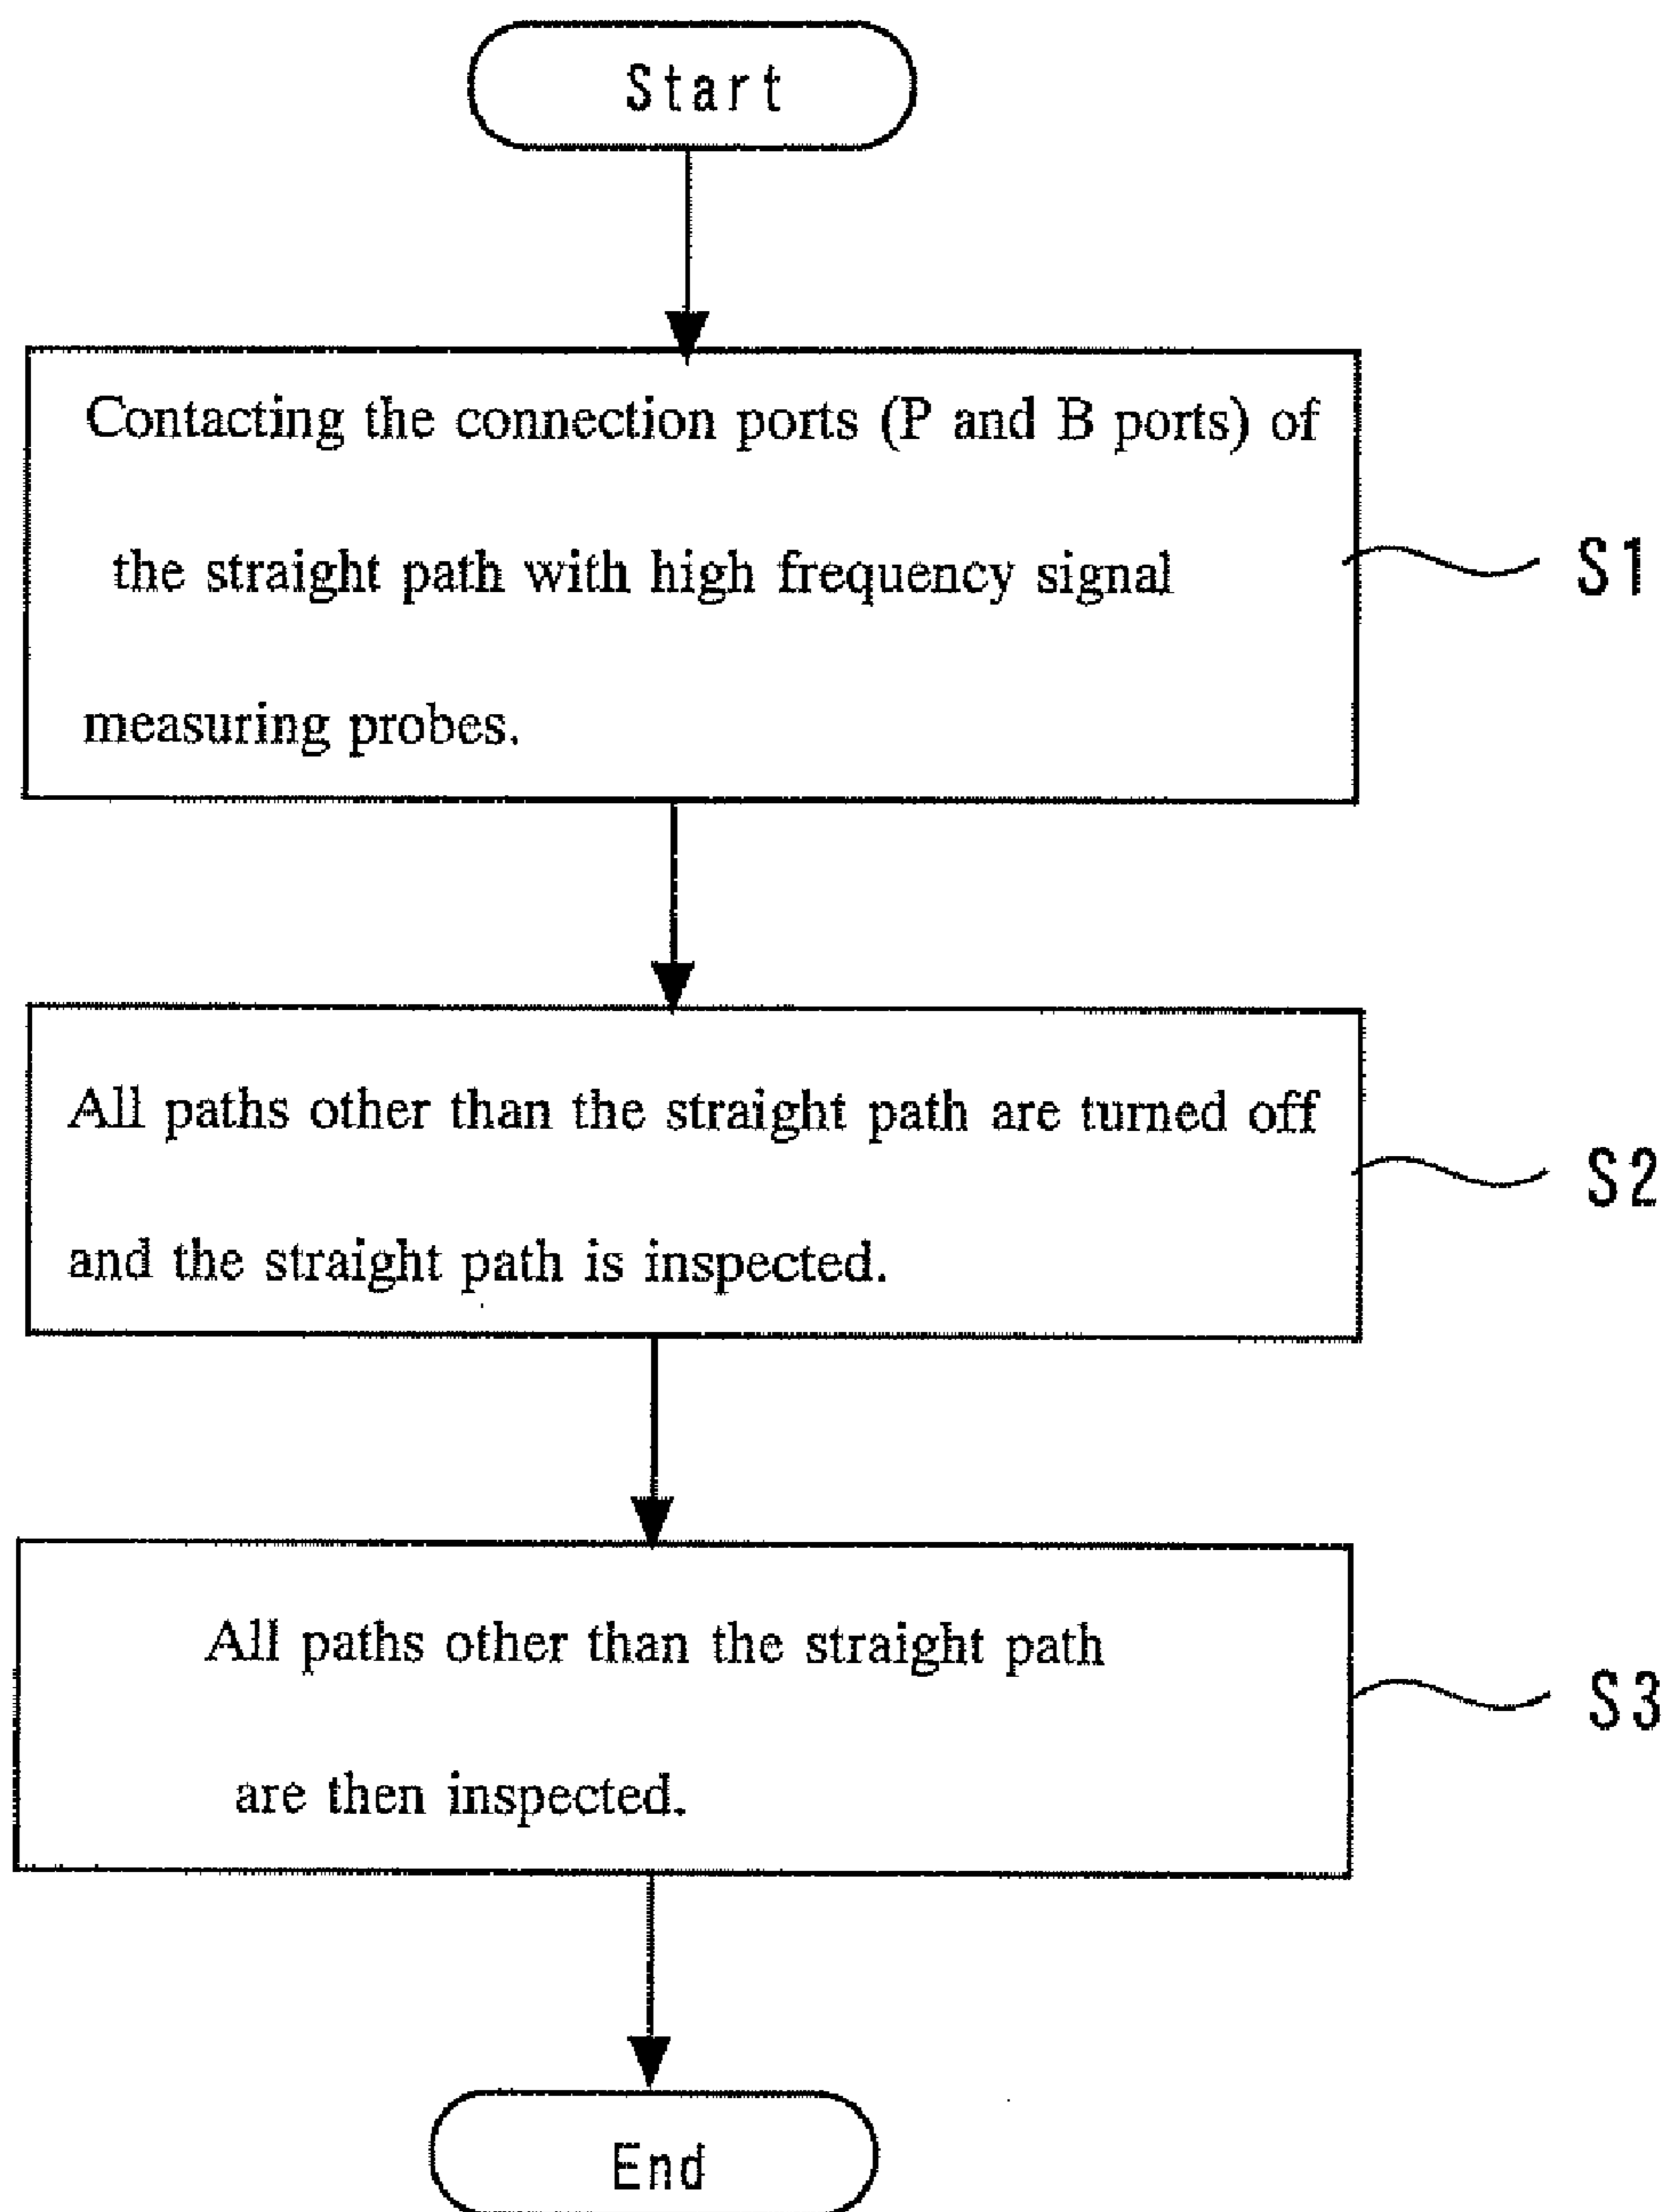 Start
Contacting the connection ports (P and B ports) of
the straight path with high frequency signal
measuring probes.
S1
All paths other than the straight path are turned off
and the straight path is inspected.
S2
All paths other than the straight path
are then inspected.
S3
End